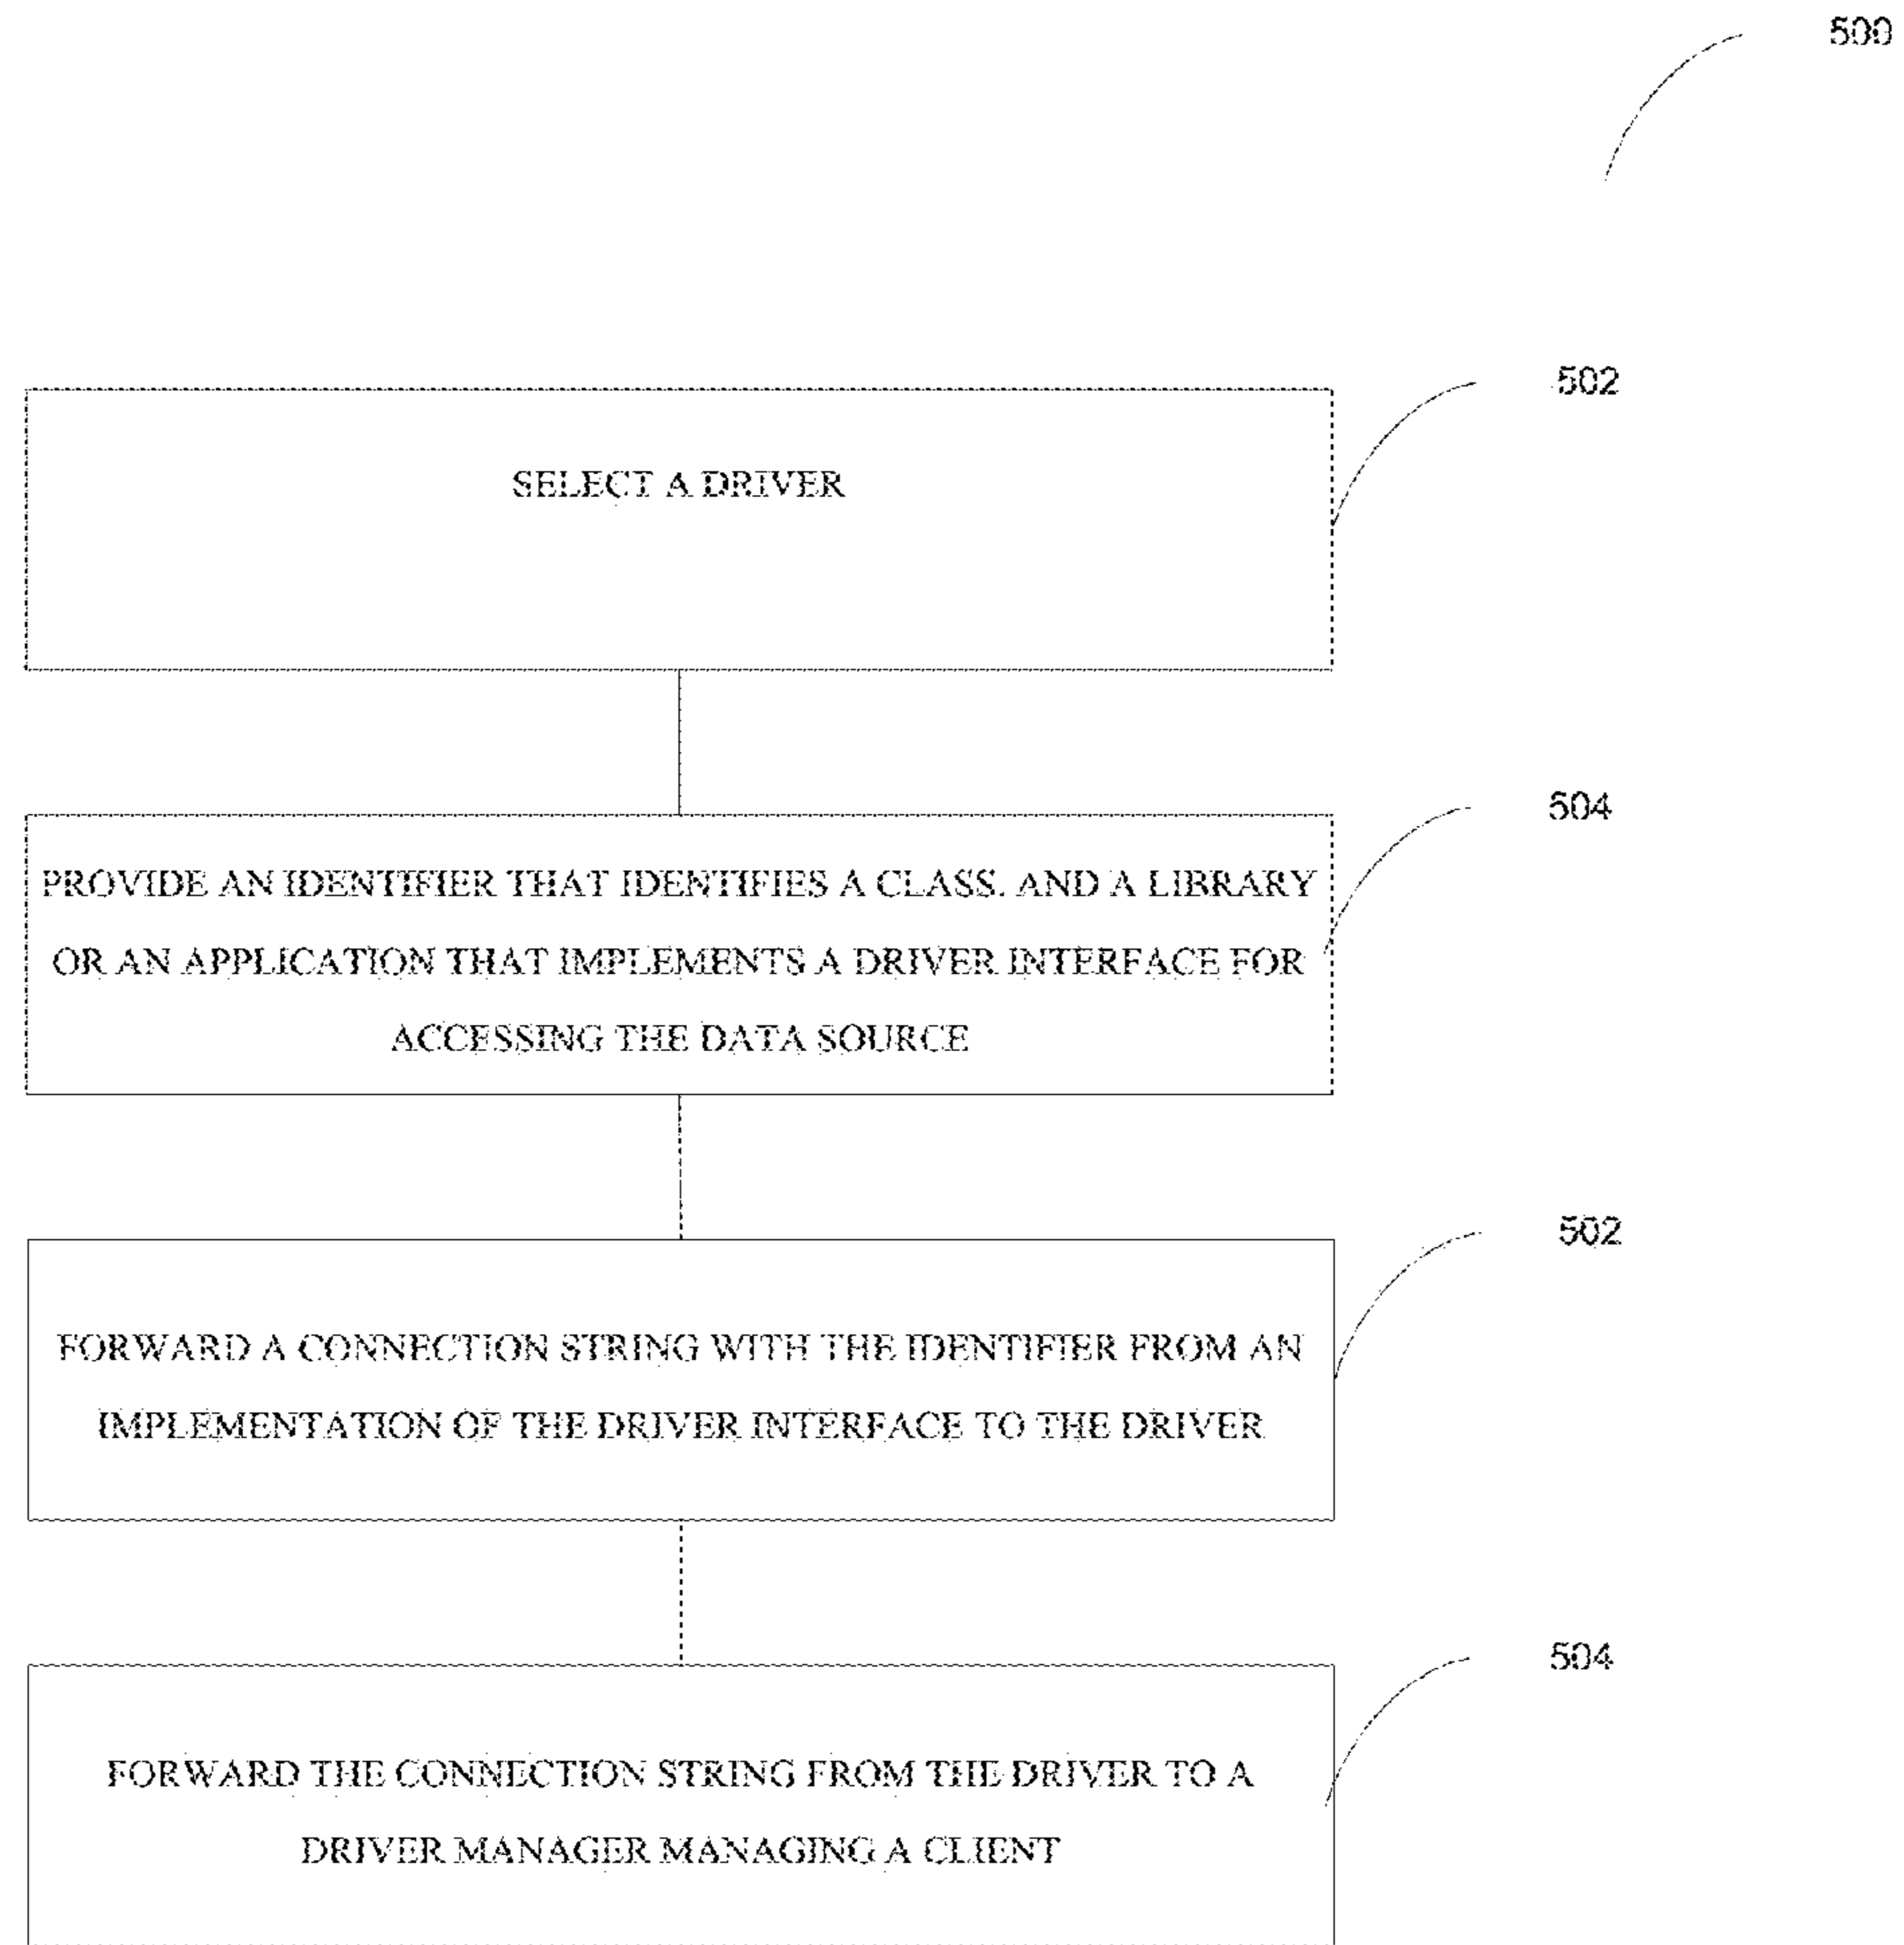 500
502
SELECT A DRIVER
504
PROVIDE AN IDENTIFIER THAT IDENTIFIES A CLASS, AND A LIBRARY
OR AN APPLICATION THAT IMPLEMENTS A DRIVER INTERFACE FOR
ACCESSING THE DATA SOURCE
502
FORWARD A CONNECTION STRING WITH THE IDENTIFIER FROM AN
IMPLEMENTATION OF THE DRIVER INTERFACE TO THE DRIVER
504
FORWARD THE CONNECTION STRING FROM THE DRIVER TO A
DRIVER MANAGER MANAGING A CLIENT